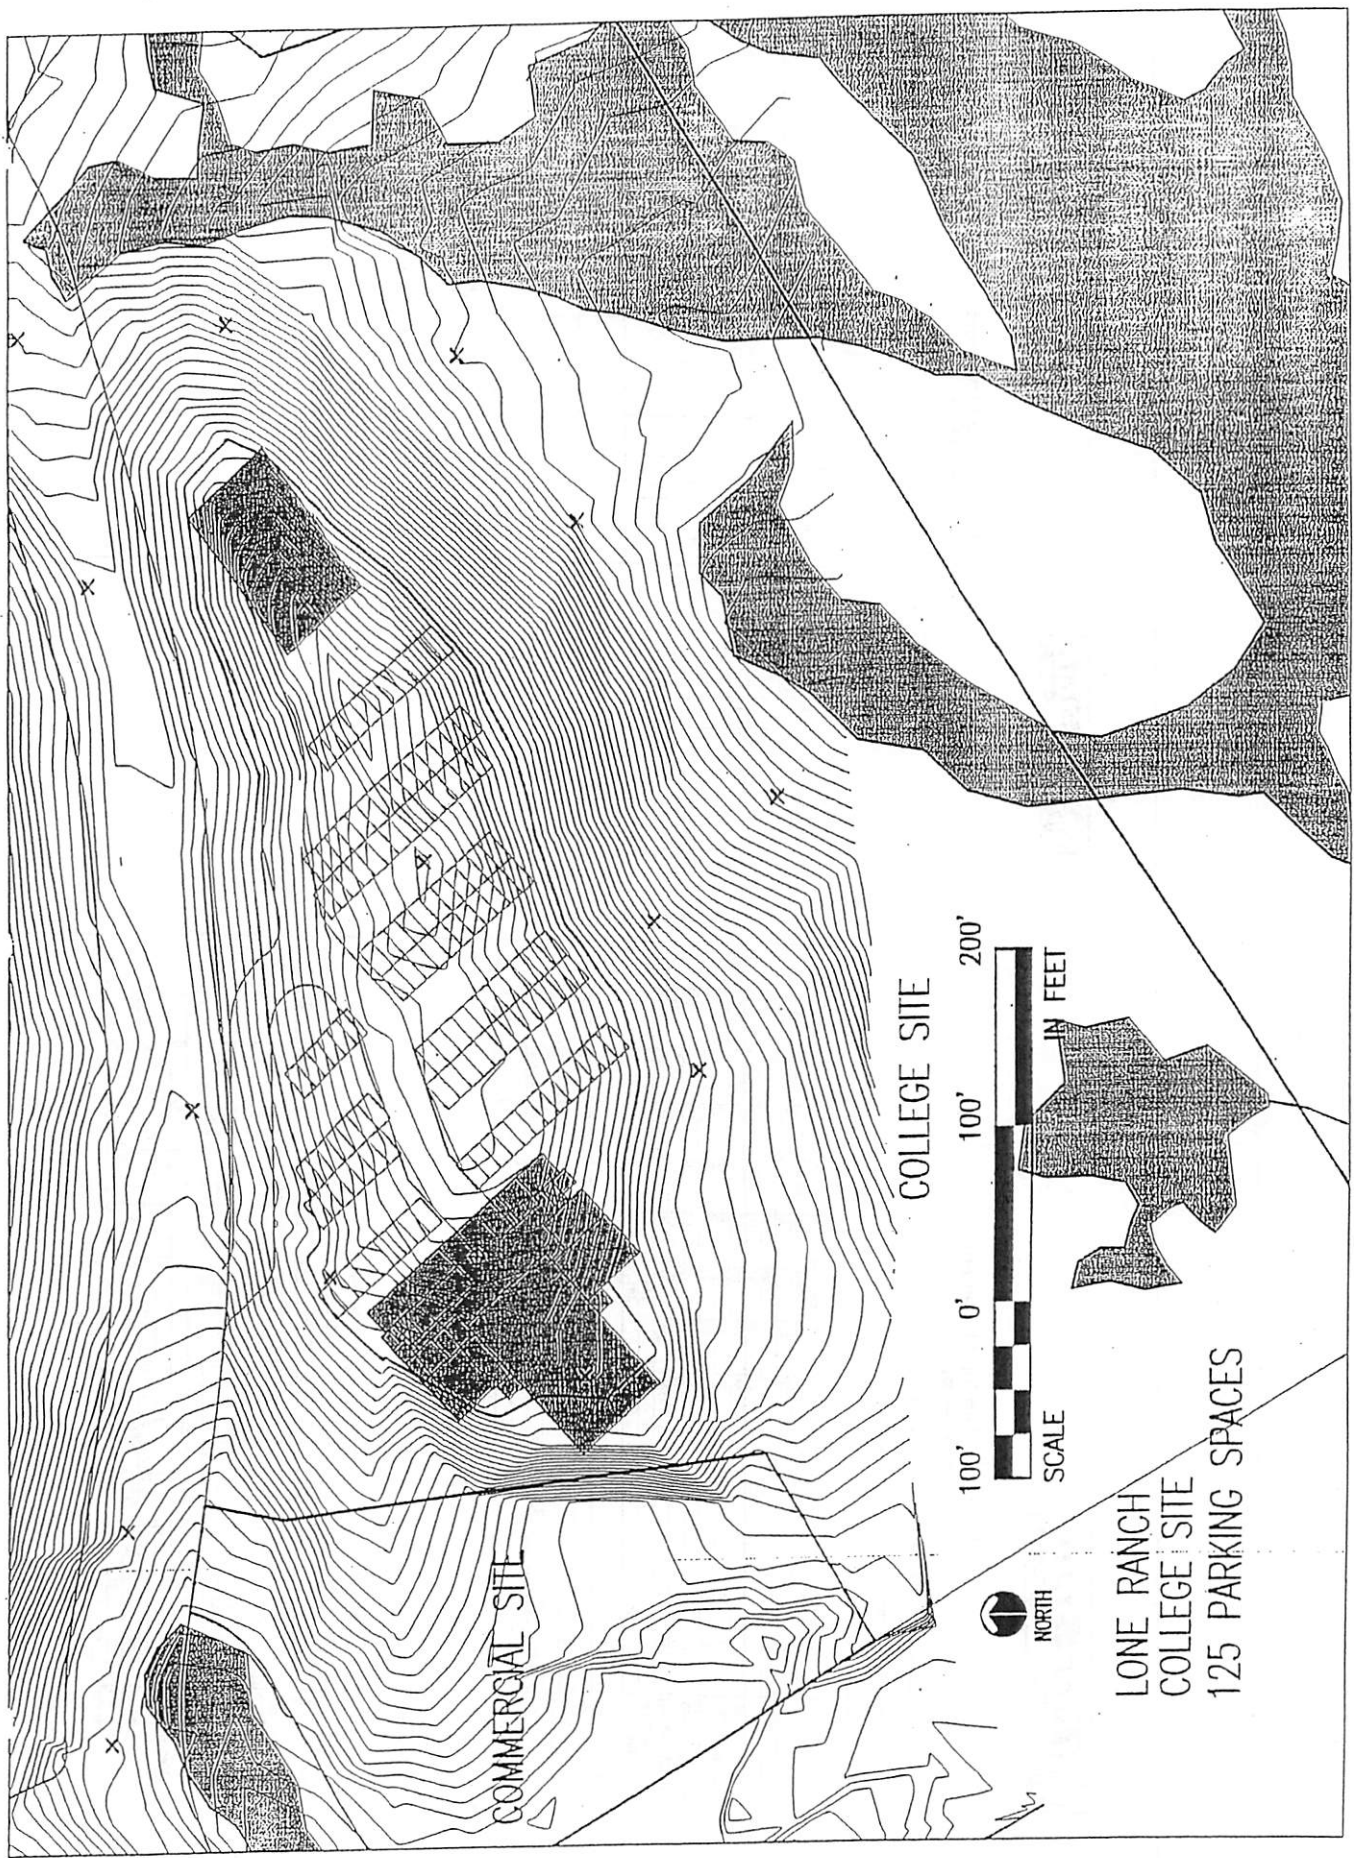 COMMERCIAL SITE
COLLEGE SITE
100' 0' 100' 200'
SCALE IN FEET
NORTH
LONE RANCH
COLLEGE SITE
125 PARKING SPACES